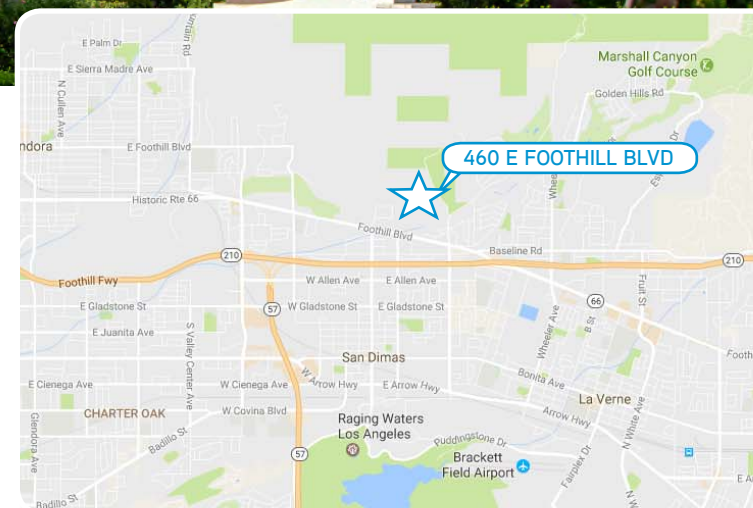 E Palm Dr
E Sierra Madre Ave
N Cullen Ave
Marshall Canyon
Golf Course
Golden Hills Rd
ndora
E Foothill Blvd
460 E FOOTHILL BLVD
Historic Rte 66
Foothill Blvd
Baseline Rd
210
210
Foothill Fwy
W Allen Ave
E Allen Ave
Fruit St
E Gladstone St
57
W Gladstone St
E Gladstone St
66
B St
E Juanita Ave
S Valley Center Ave
Wheeler Ave
San Dimas
Footh
E Cienega Ave
W Cienega Ave
W Arrow Hwy
E Arrow Hwy
Bonita Ave
La Verne
CHARTER OAK
W Covina Blvd
Arrow Hwy
Glendora Ave
Badillo St
Raging Waters
Los Angeles
Puddingstone Dr
N White Ave
57
Brackett
Field Airport
Fairplex Dr
E A
Badillo St
N W